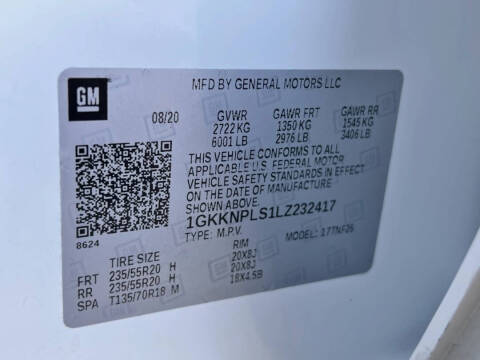 GM
MFD BY GENERAL MOTORS LLC
08/20 GVWR GAWR FRT GAWR RR
2722 KG 1350 KG 1545 KG
6001 LB 2976 LB 3406 LB
THIS VEHICLE CONFORMS TO ALL
APPLICABLE U.S. FEDERAL MOTOR
VEHICLE SAFETY STANDARDS IN EFFECT
ON THE DATE OF MANUFACTURE
SHOWN ABOVE.
1GKKNPLS1LZ232417
8624
TYPE: M.P.V. MODEL: 17TNF26
TIRE SIZE RIM
FRT 235/55R20 H 20X8J
RR 235/55R20 H 20X8J
SPA T135/70R18 M 18X4.5B